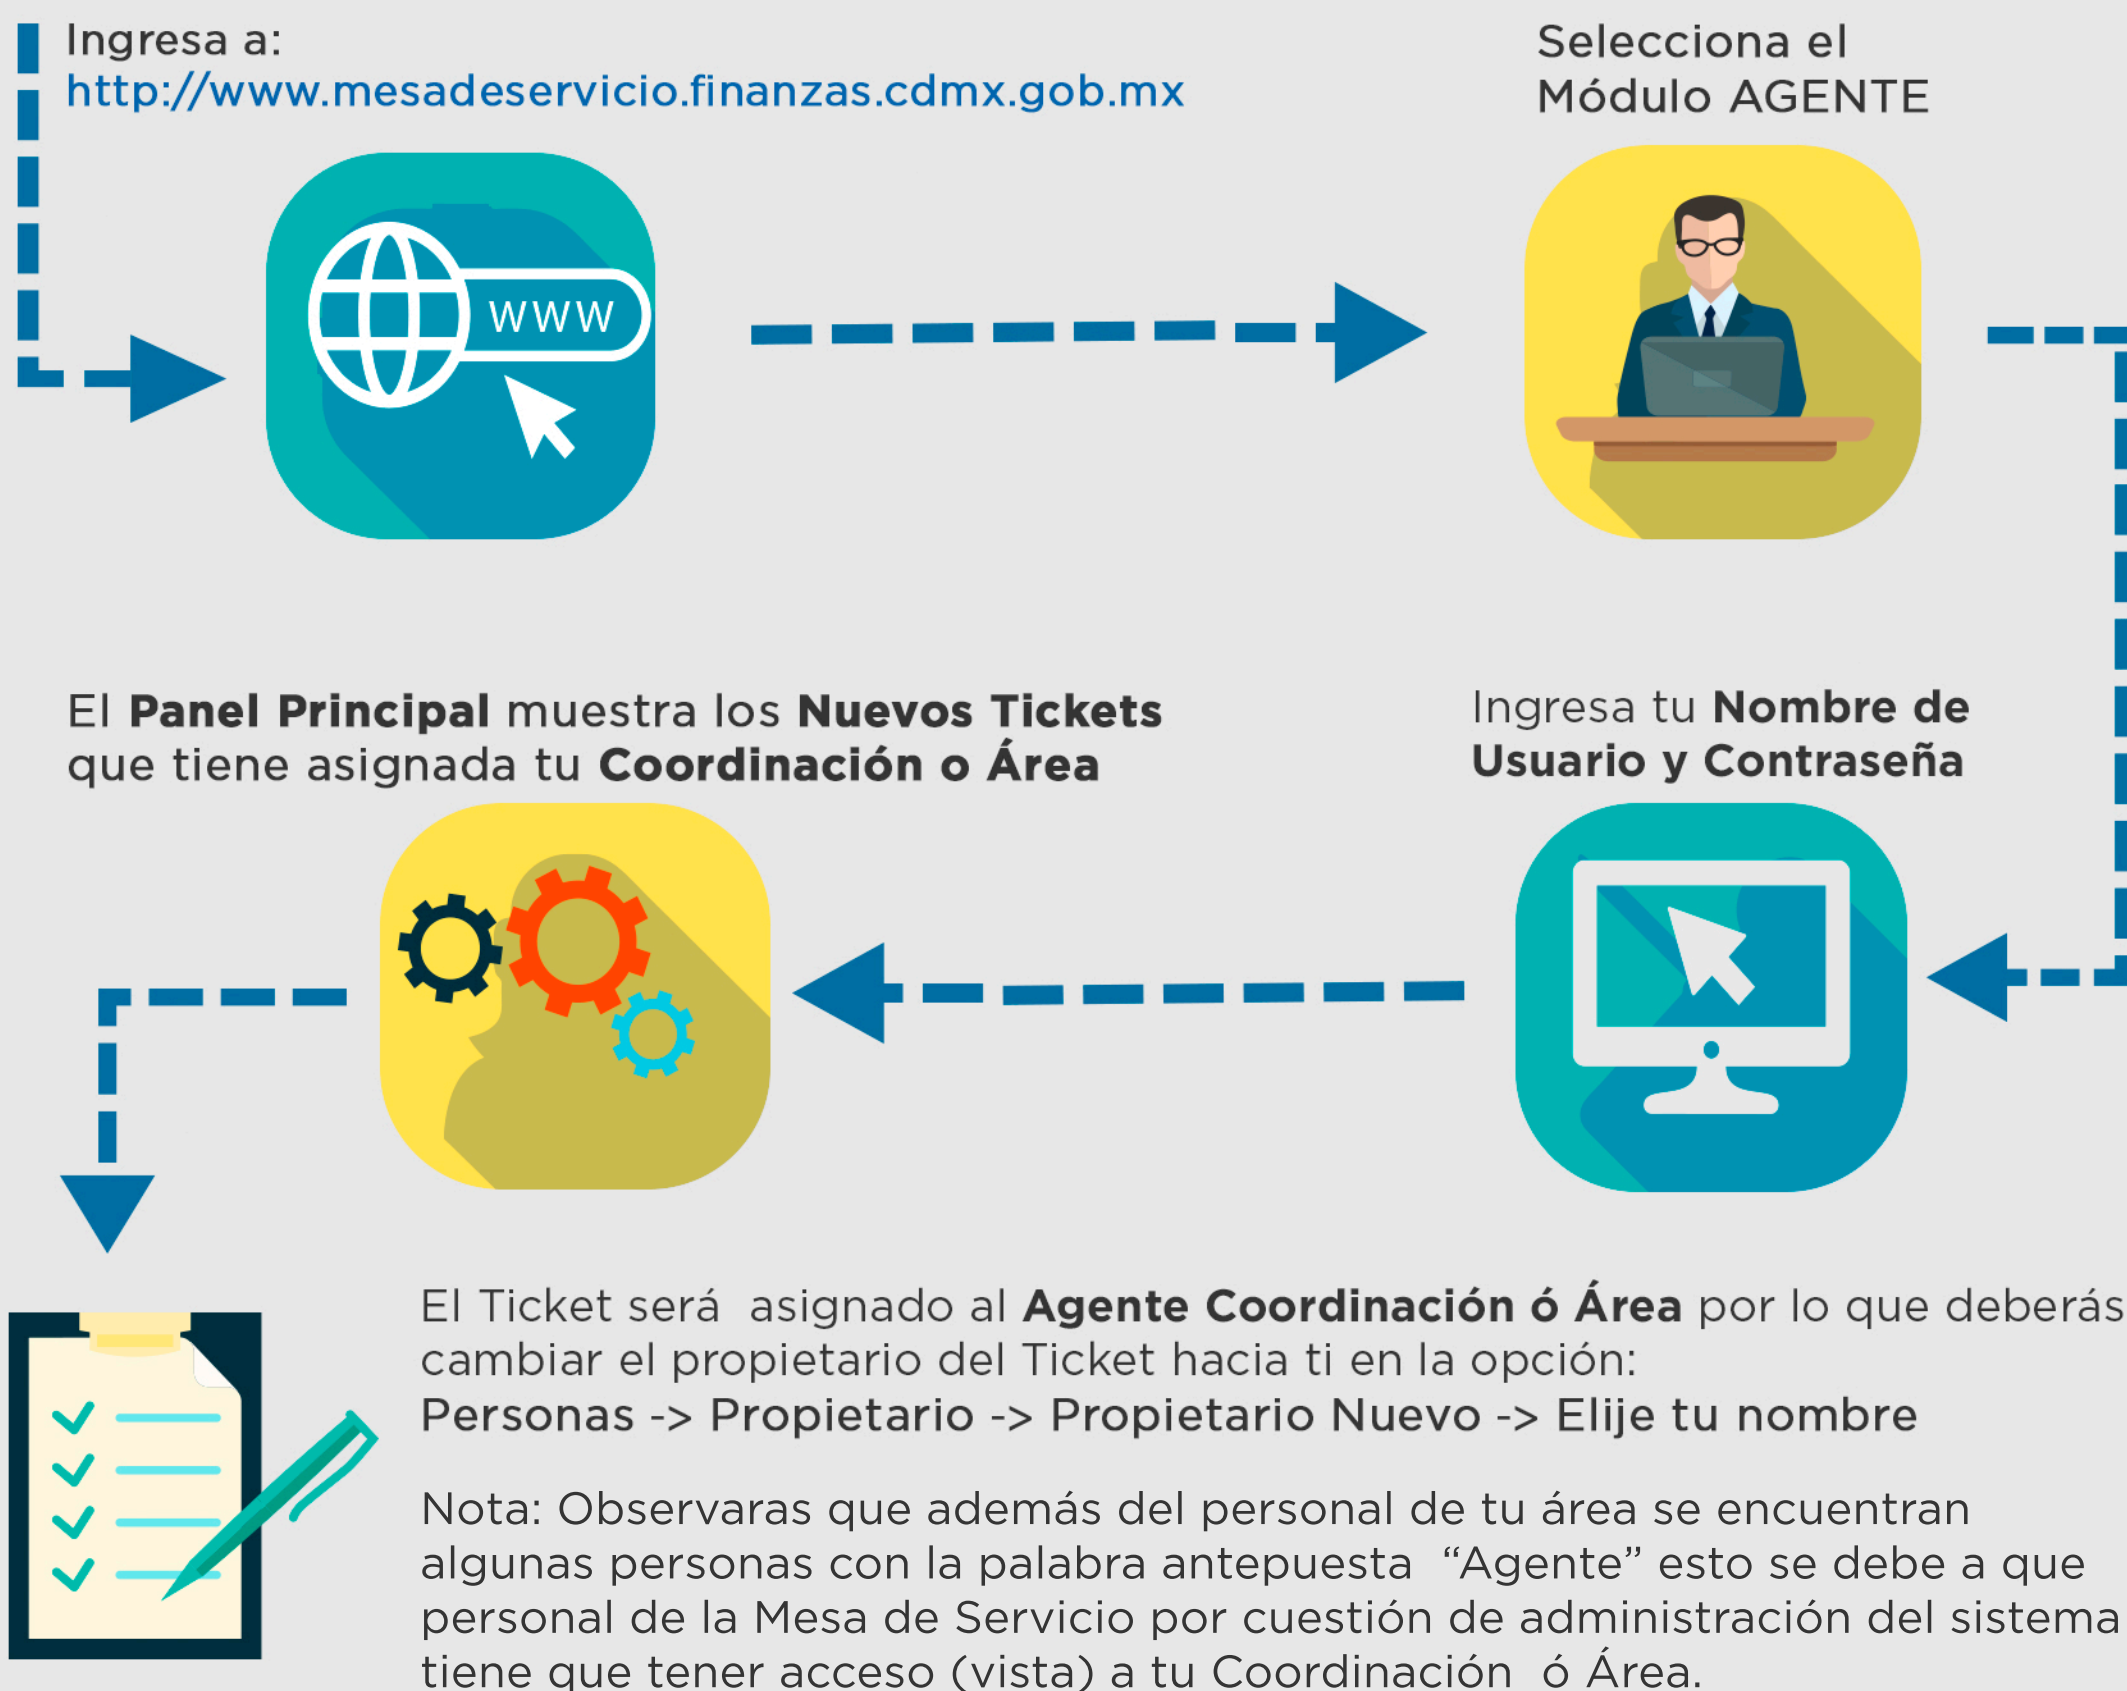 Ingresa a:
http://www.mesadeservicio.finanzas.cdmx.gob.mx
WWW
Selecciona el
Módulo AGENTE
Ingresa tu Nombre de
Usuario y Contraseña
El Panel Principal muestra los Nuevos Tickets
que tiene asignada tu Coordinación o Área
El Ticket será  asignado al Agente Coordinación ó Área por lo que deberás
cambiar el propietario del Ticket hacia ti en la opción:
Personas -> Propietario -> Propietario Nuevo -> Elije tu nombre
Nota: Observaras que además del personal de tu área se encuentran
algunas personas con la palabra antepuesta  “Agente” esto se debe a que
personal de la Mesa de Servicio por cuestión de administración del sistema
tiene que tener acceso (vista) a tu Coordinación  ó Área.